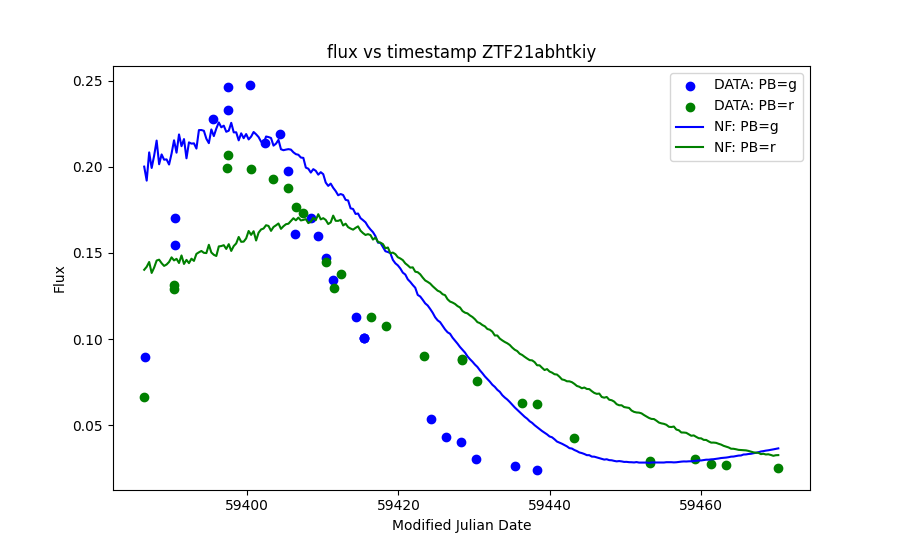 flux vs timestamp ZTF21abhtkiy
0.25
0.20
0.15
0.10
0.05
Flux
DATA: PB=g
DATA: PB=r
NF: PB=g
NF: PB=r
59400 59420 59440 59460
Modified Julian Date